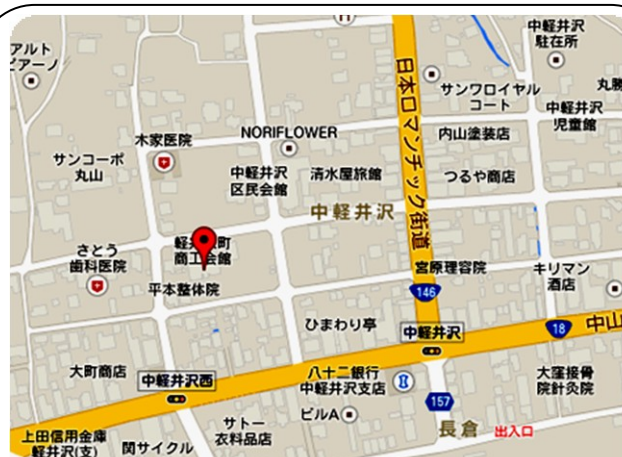 H
アルト
ピアーノ
中軽井沢
駐在所
サンワロイヤル
コート
丸勝
中軽井沢
児童館
木家医院
NORIFLOWER
内山塗装店
日本ロマンチック街道
サンコーポ
丸山
中軽井沢
区民会館
清水屋旅館
つるや商店
中軽井沢
商工会館
さとう
歯科医院
平本整体院
宮原理容院
キリマン
酒店
146
ひまわり亭
中軽井沢
18
中山
大町商店
中軽井沢西
八十二銀行
中軽井沢支店
大窪接骨
院針灸院
157
サトー
衣料品店
ビルA
長倉
出入口
上田信用金庫
軽井沢(支)
関サイクル